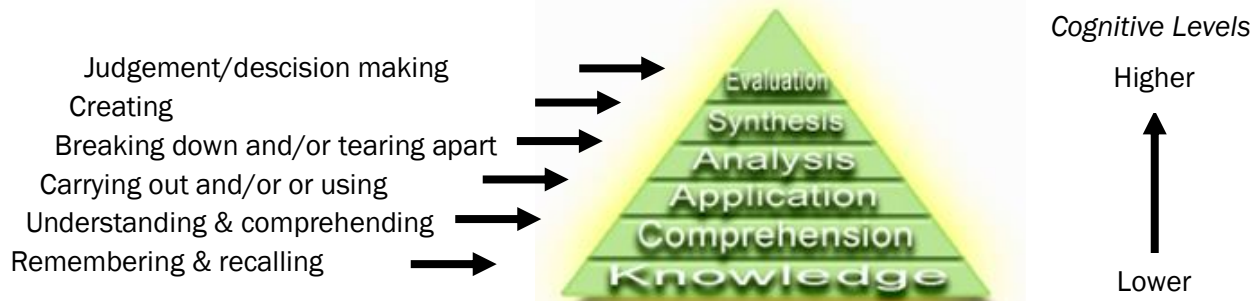 Cognitive Levels
Judgement/descision making
Evaluation
Higher
Creating
Synthesis
Breaking down and/or tearing apart
Analysis
Carrying out and/or or using
Application
Understanding & comprehending
Comprehension
Remembering & recalling
Knowledge
Lower